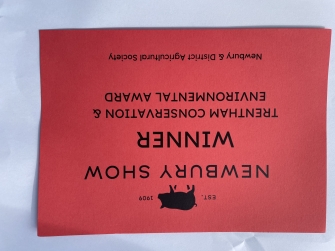 EST. 1909
NEWBURY SHOW
WINNER
TRENTHAM CONSERVATION &
ENVIRONMENTAL AWARD
Newbury & District Agricultural Society